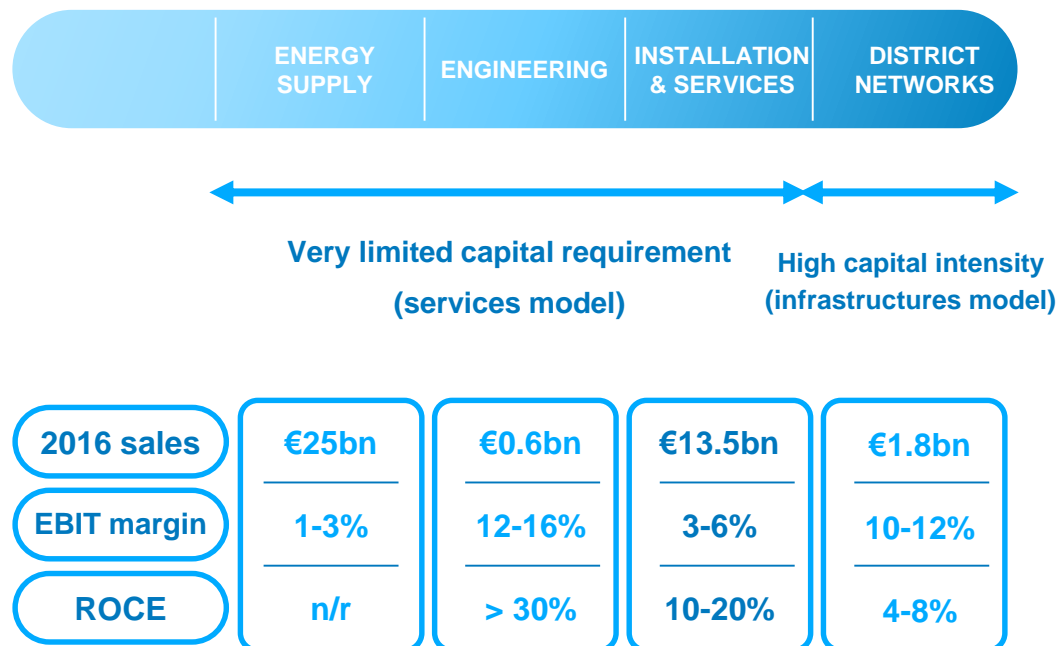 ENERGY
SUPPLY
ENGINEERING
INSTALLATION
& SERVICES
DISTRICT
NETWORKS
Very limited capital requirement
(services model)
High capital intensity
(infrastructures model)
2016 sales
€25bn
€0.6bn
€13.5bn
€1.8bn
EBIT margin
1-3%
12-16%
3-6%
10-12%
ROCE
n/r
> 30%
10-20%
4-8%